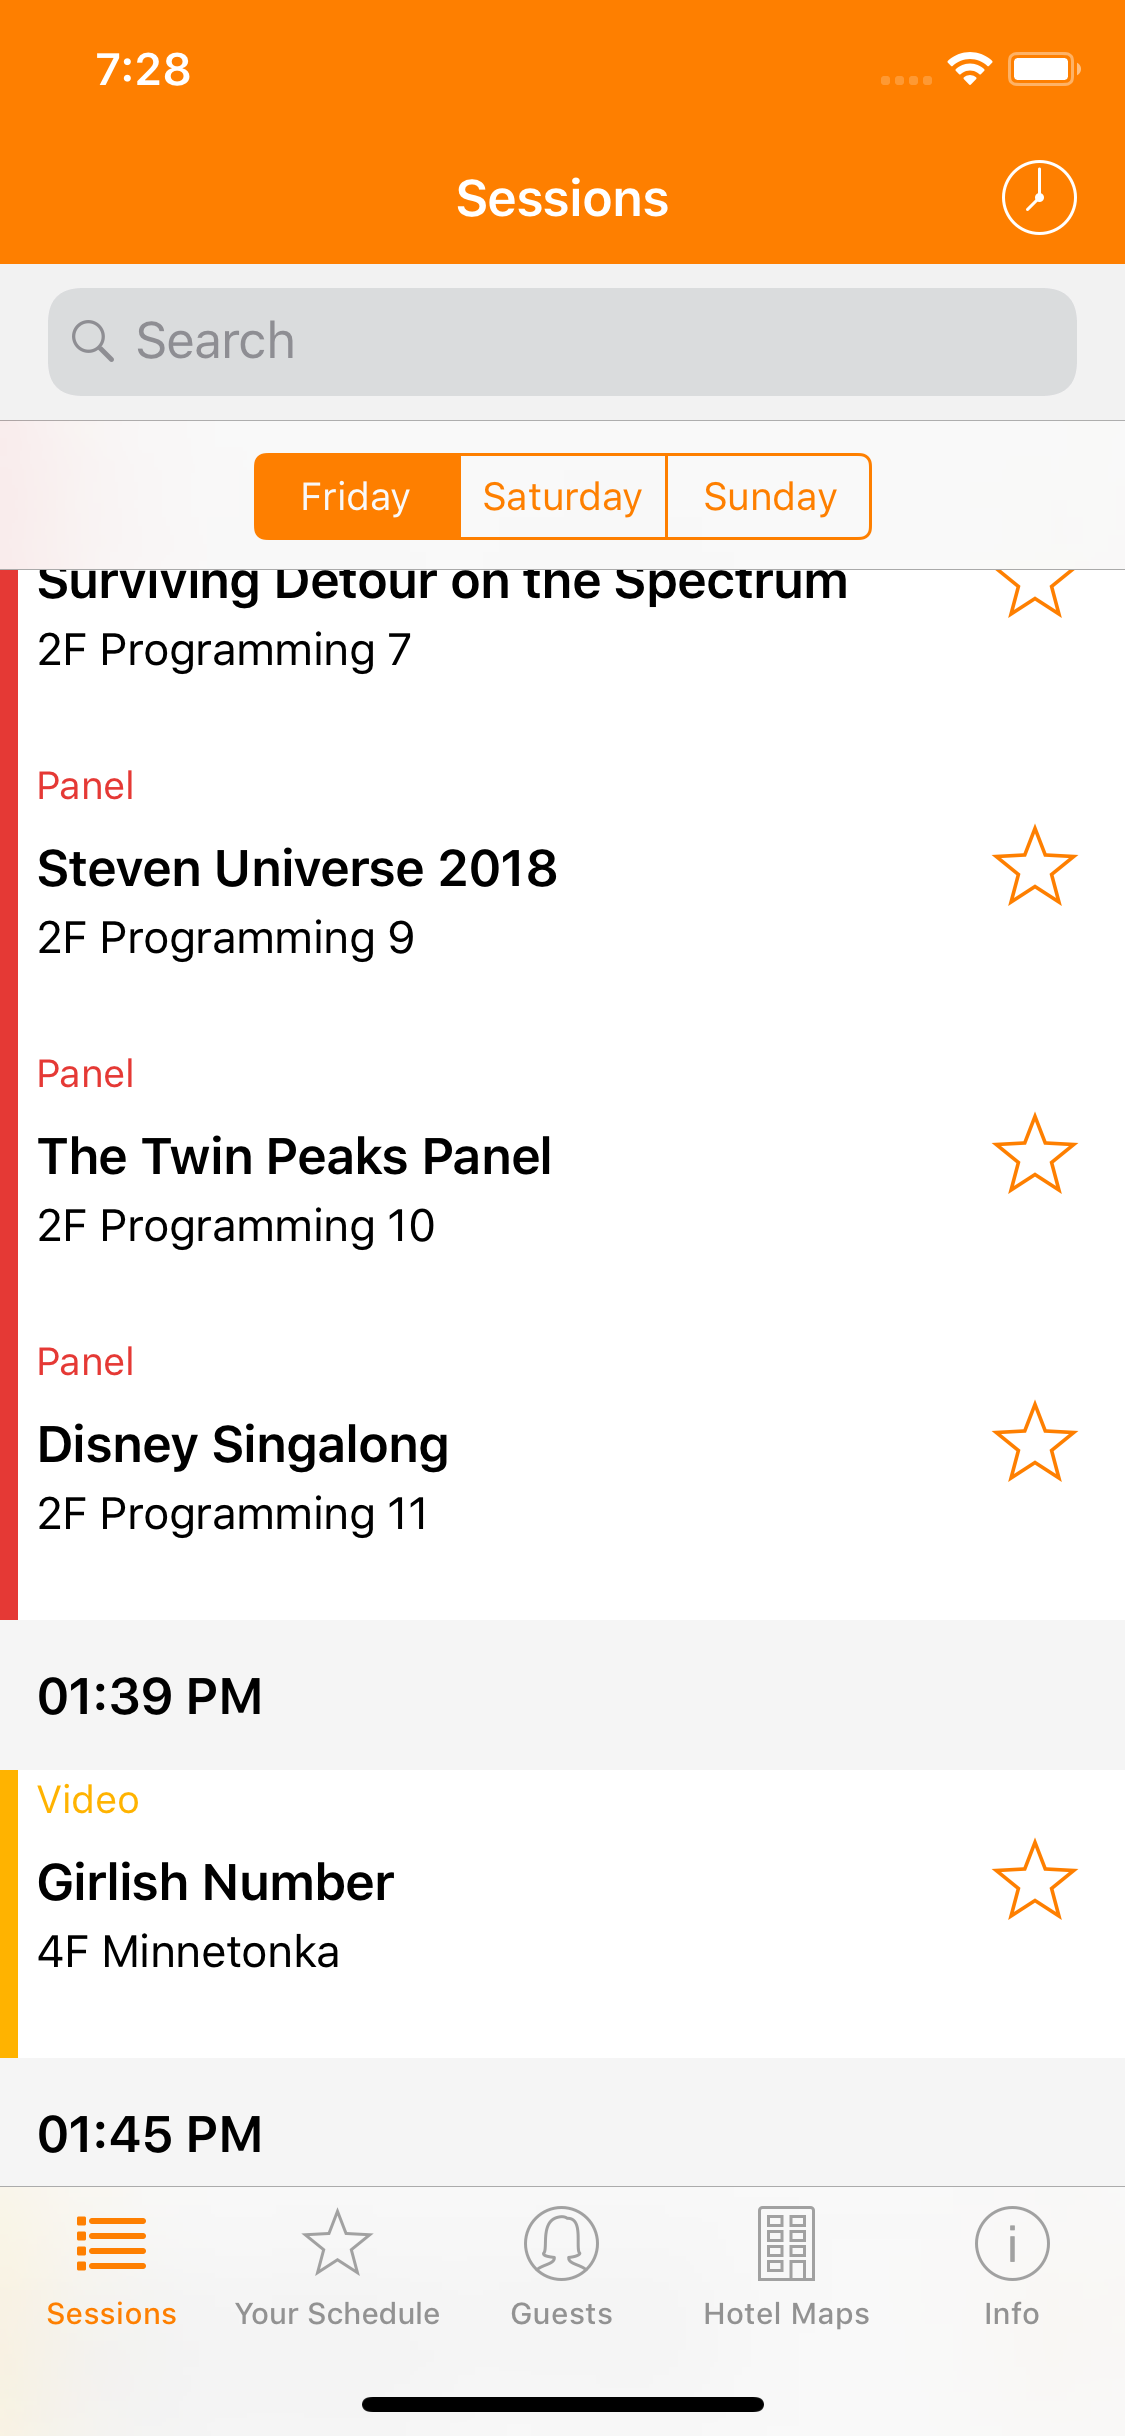 7:28
Sessions
Search
Friday
Saturday
Sunday
Surviving Detour on the Spectrum
2F Programming 7
Panel
Steven Universe 2018
2F Programming 9
Panel
The Twin Peaks Panel
2F Programming 10
Panel
Disney Singalong
2F Programming 11
01:39 PM
Video
Girlish Number
4F Minnetonka
01:45 PM
Sessions
Your Schedule
Guests
Hotel Maps
Info